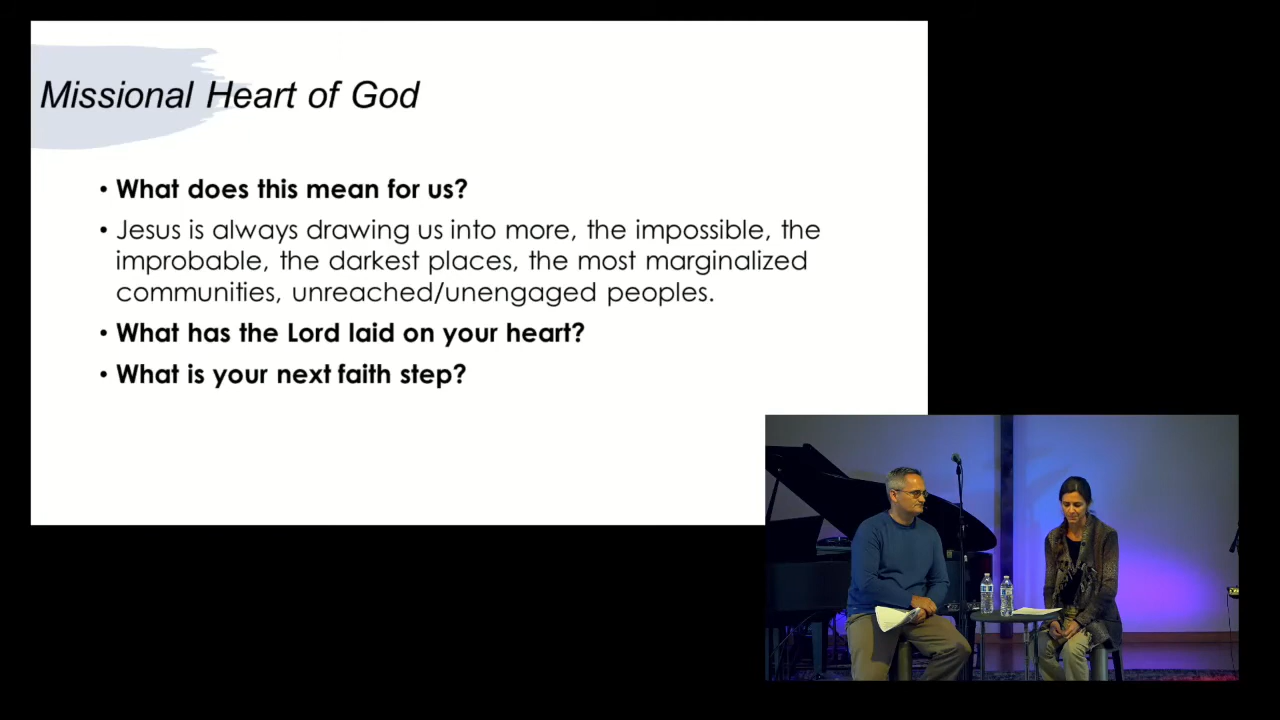 Missional Heart of God
• What does this mean for us?
• Jesus is always drawing us into more, the impossible, the
improbable, the darkest places, the most marginalized
communities, unreached/unengaged peoples.
• What has the Lord laid on your heart?
• What is your next faith step?